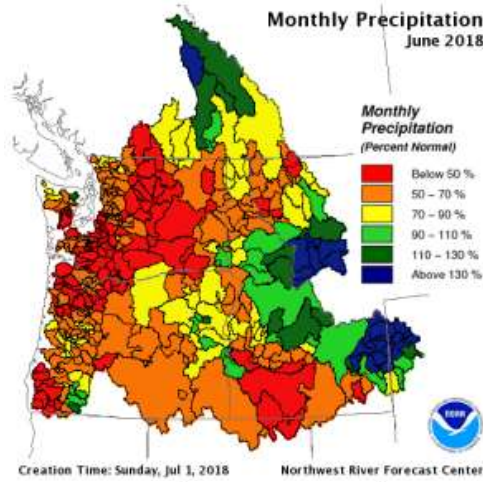 Monthly Precipitation
June 2018
Monthly
Precipitation
(Percent Normal)
Below 50 %
50 - 70 %
70 - 90 %
90 - 110 %
110 - 130 %
Above 130 %
NOAA
Creation Time: Sunday, Jul 1, 2018
Northwest River Forecast Center